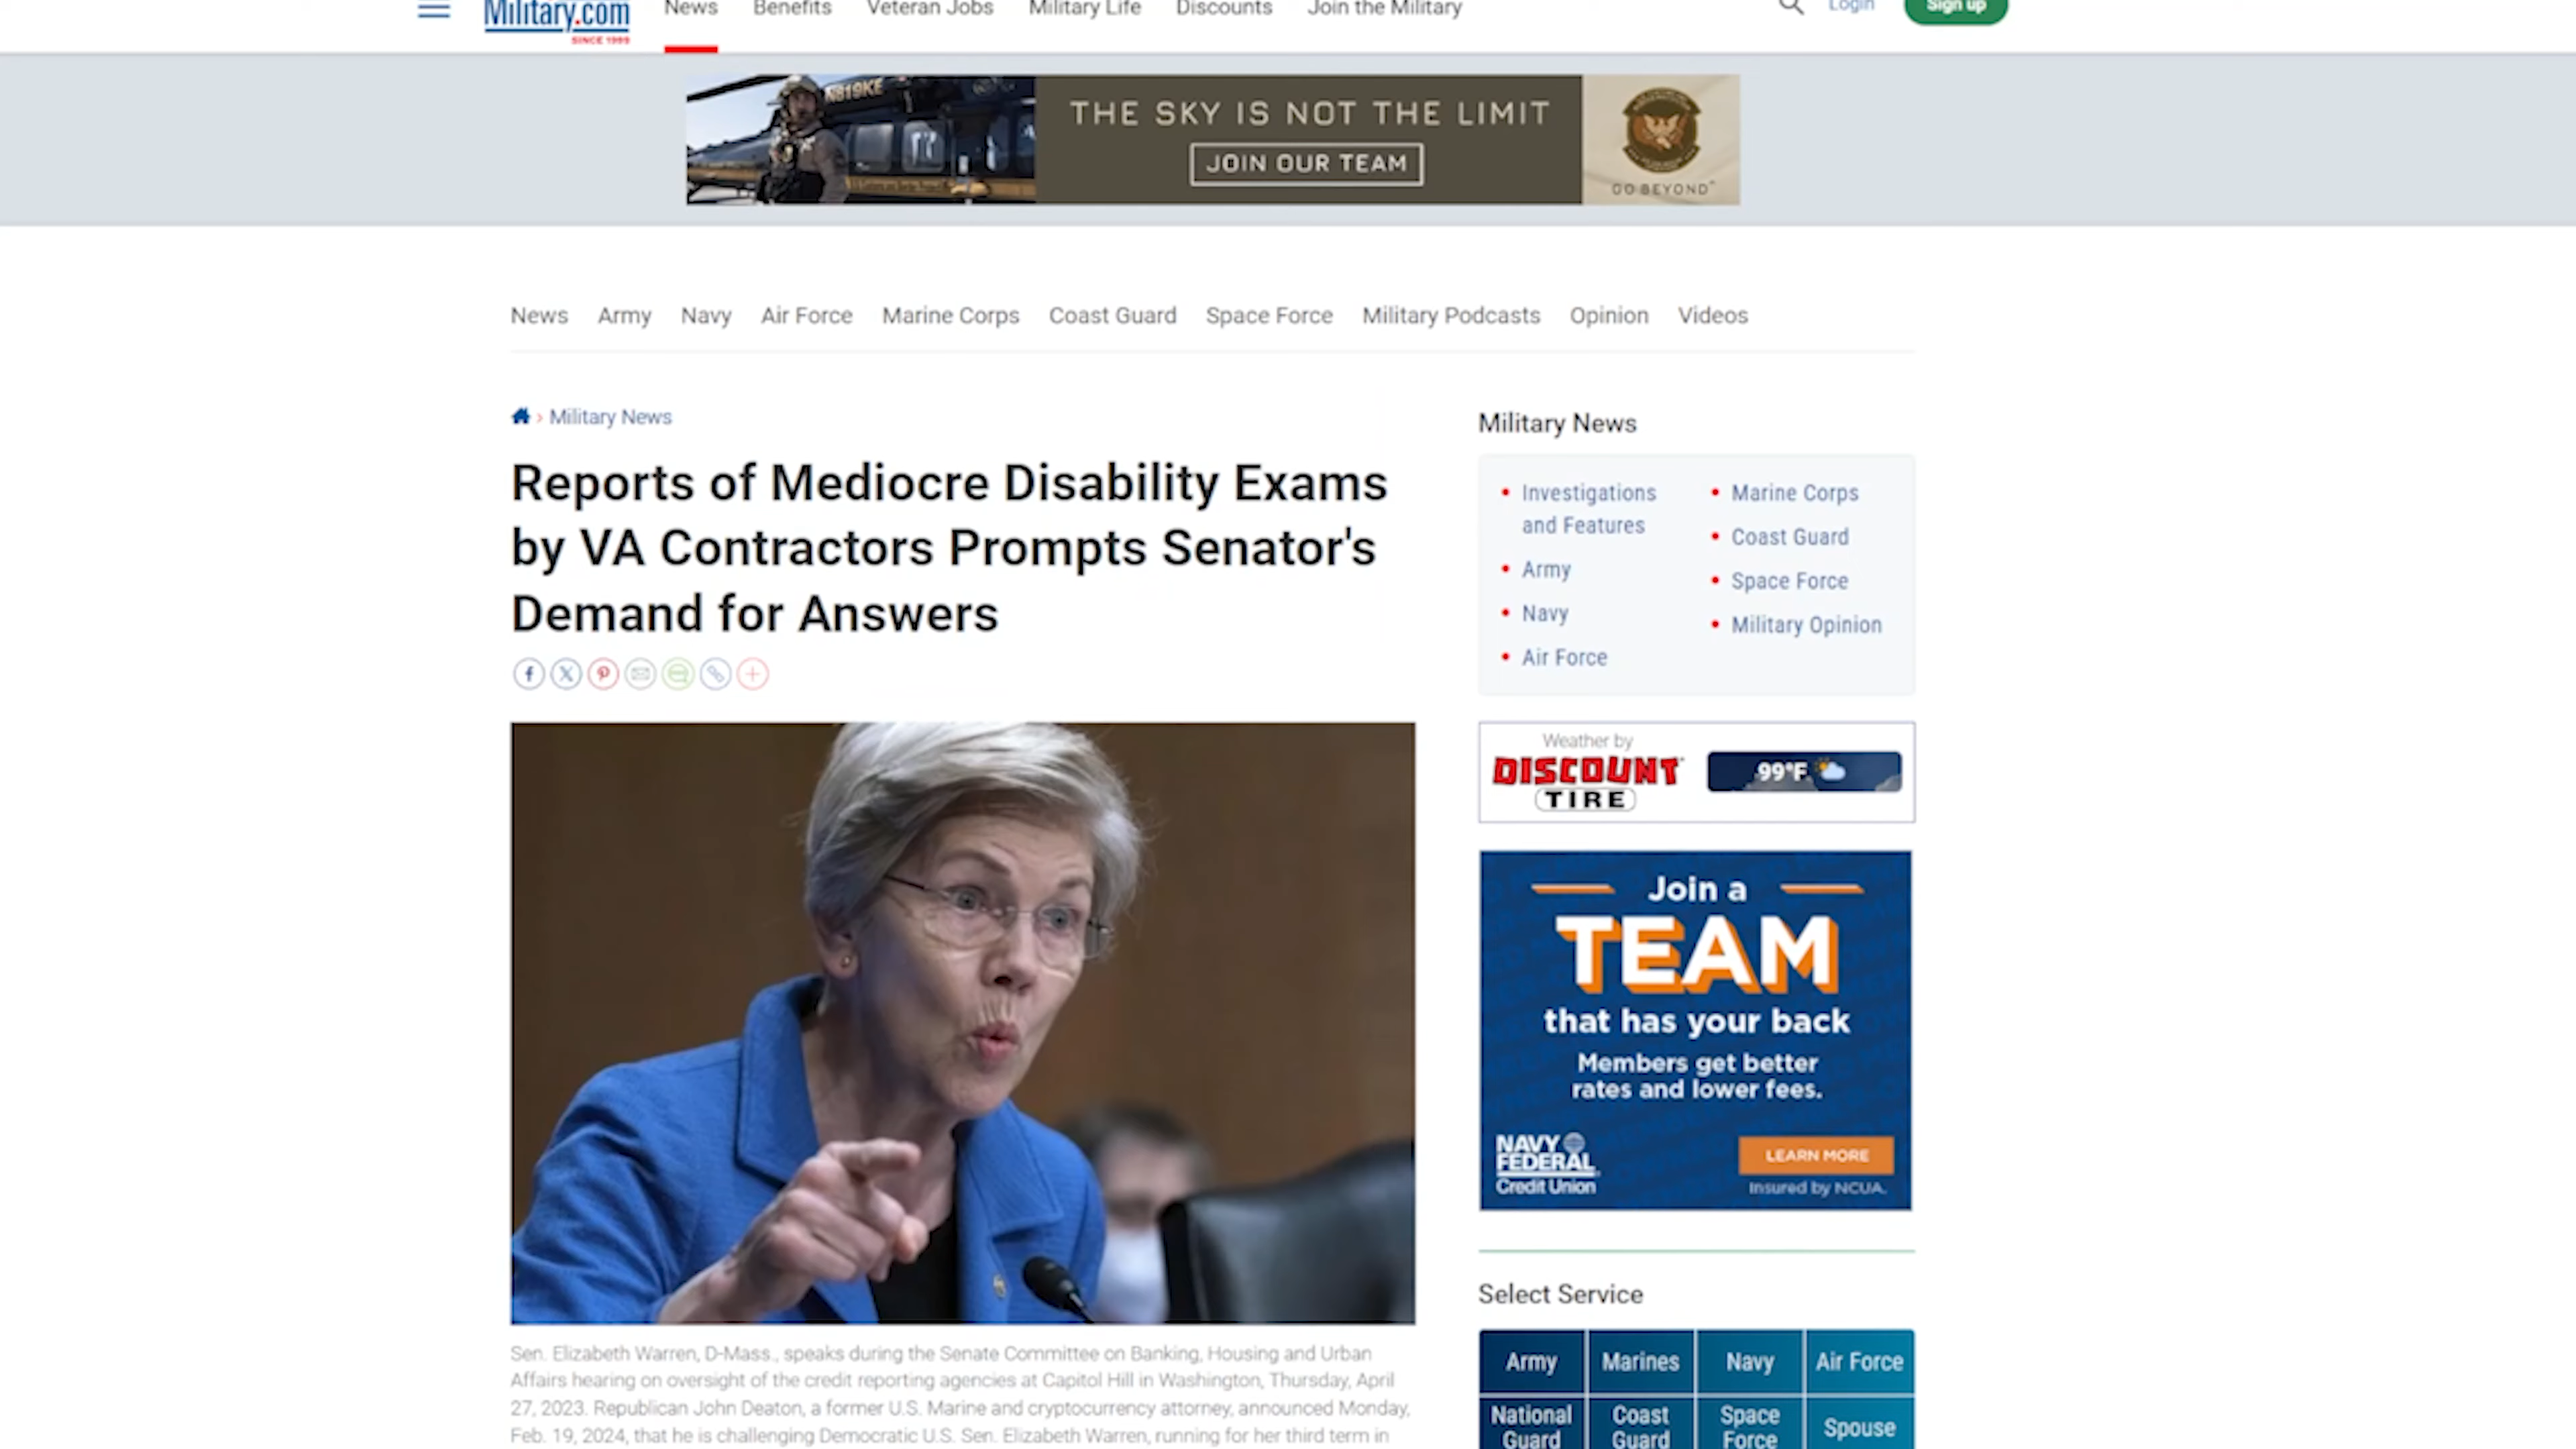 Military.com
SINCE 1999
News Benefits Veteran Jobs Military Life Discounts Join the Military
Login
Sign up
N819KE
THE SKY IS NOT THE LIMIT
JOIN OUR TEAM
GO BEYOND
News Army Navy Air Force Marine Corps Coast Guard Space Force Military Podcasts Opinion Videos
› Military News
Reports of Mediocre Disability Exams
by VA Contractors Prompts Senator's
Demand for Answers
Sen. Elizabeth Warren, D-Mass., speaks during the Senate Committee on Banking, Housing and Urban
Affairs hearing on oversight of the credit reporting agencies at Capitol Hill in Washington, Thursday, April
27, 2023. Republican John Deaton, a former U.S. Marine and cryptocurrency attorney, announced Monday,
Feb. 19, 2024, that he is challenging Democratic U.S. Sen. Elizabeth Warren, running for her third term in
Military News
• Investigations
and Features
• Army
• Navy
• Air Force
• Marine Corps
• Coast Guard
• Space Force
• Military Opinion
Weather by
DISCOUNT
TIRE
99°F
Join a
TEAM
that has your back
Members get better
rates and lower fees.
NAVY
FEDERAL
Credit Union
LEARN MORE
Insured by NCUA.
Select Service
Army Marines Navy Air Force
National Guard
Coast Guard
Space Force
Spouse